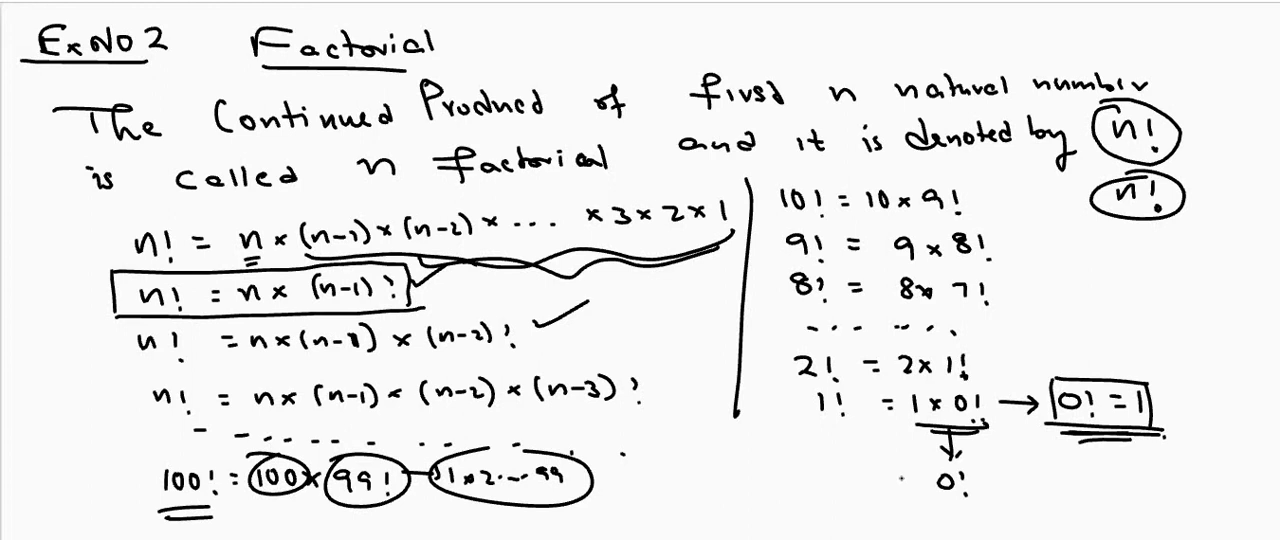 Ex No 2 Factorial
The Continued Product of first n natural number
is called n factorial and it is denoted by n!
n!
n! = n × (n-1) × (n-2) × ... × 3 × 2 × 1
n! = n × (n-1)!
n! = n × (n-1) × (n-2)!
n! = n × (n-1) × (n-2) × (n-3)!
- - . . . . . . . . .
100! = 100 × 99! → 1 × 2 . . . 99
10! = 10 × 9!
9! = 9 × 8!
8! = 8 × 7!
. . . . . . . .
2! = 2 × 1!
1! = 1 × 0! → 0! = 1
0!